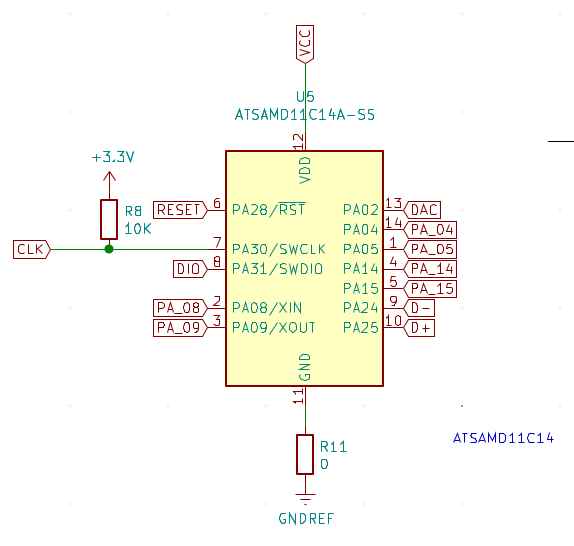 VCC
U5
ATSAMD11C14A-SS
12
VDD
+3.3V
R8
10K
RESET 6 PA28/RST PA02 13 DAC
PA04 14 PA_04
CLK 7 PA30/SWCLK PA05 1 PA_05
DIO 8 PA31/SWDIO PA14 4 PA_14
PA15 5 PA_15
PA_08 2 PA08/XIN PA24 9 D-
PA_09 3 PA09/XOUT PA25 10 D+
GND
11
R11
0
GNDREF
ATSAMD11C14